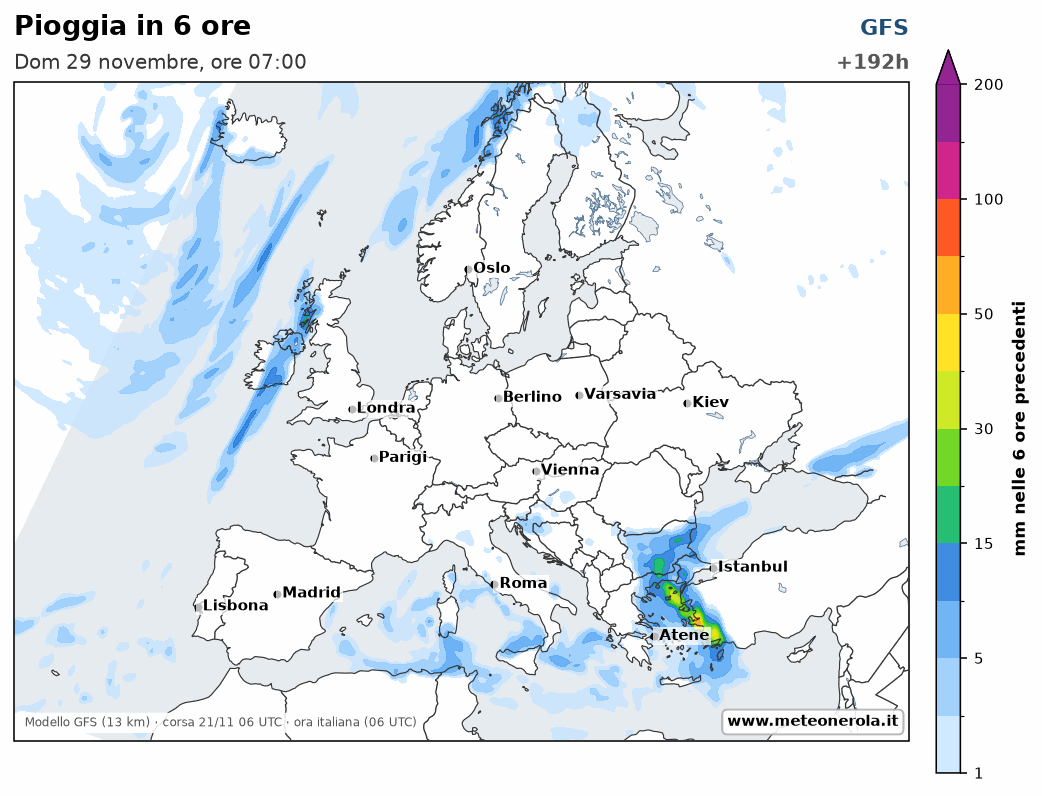 Pioggia in 6 ore
GFS
Dom 29 novembre, ore 07:00
+192h
200
100
50
30
15
5
1
mm nelle 6 ore precedenti
Oslo
Berlino
Varsavia
Kiev
Londra
Parigi
Vienna
Istanbul
Roma
Madrid
Lisbona
Atene
Modello GFS (13 km) · corsa 21/11 06 UTC · ora italiana (06 UTC)
www.meteonerola.it